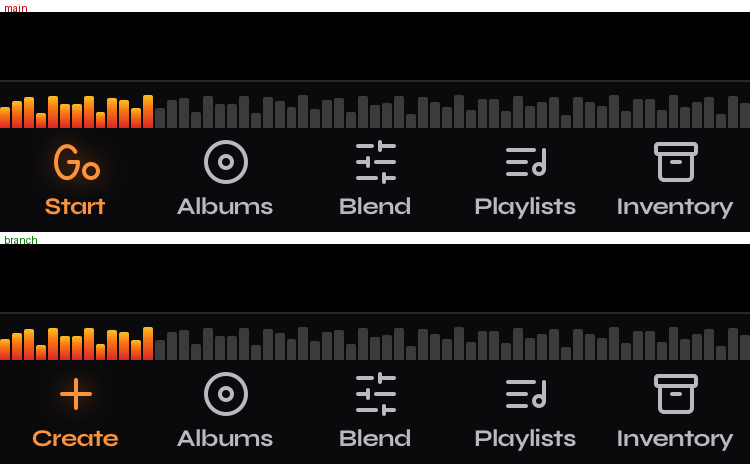 main
Go
Start Albums Blend Playlists Inventory
branch
Create Albums Blend Playlists Inventory